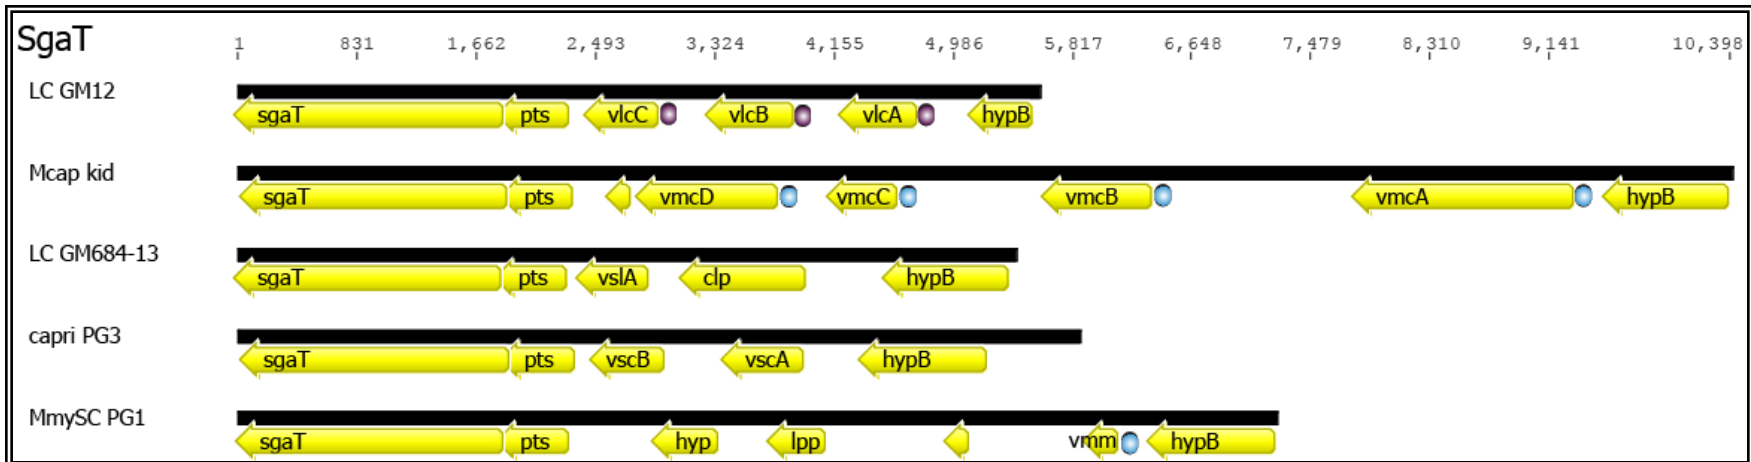 SgaT 1 831 1,662 2,493 3,324 4,155 4,986 5,817 6,648 7,479 8,310 9,141 10,398
LC GM12
sgaT pts vlcC vlcB vlcA hypB
Mcap kid
sgaT pts vmcD vmcC vmcB vmcA hypB
LC GM684-13
sgaT pts vslA clp hypB
capri PG3
sgaT pts vscB vscA hypB
MmySC PG1
sgaT pts hyp lpp vmm hypB